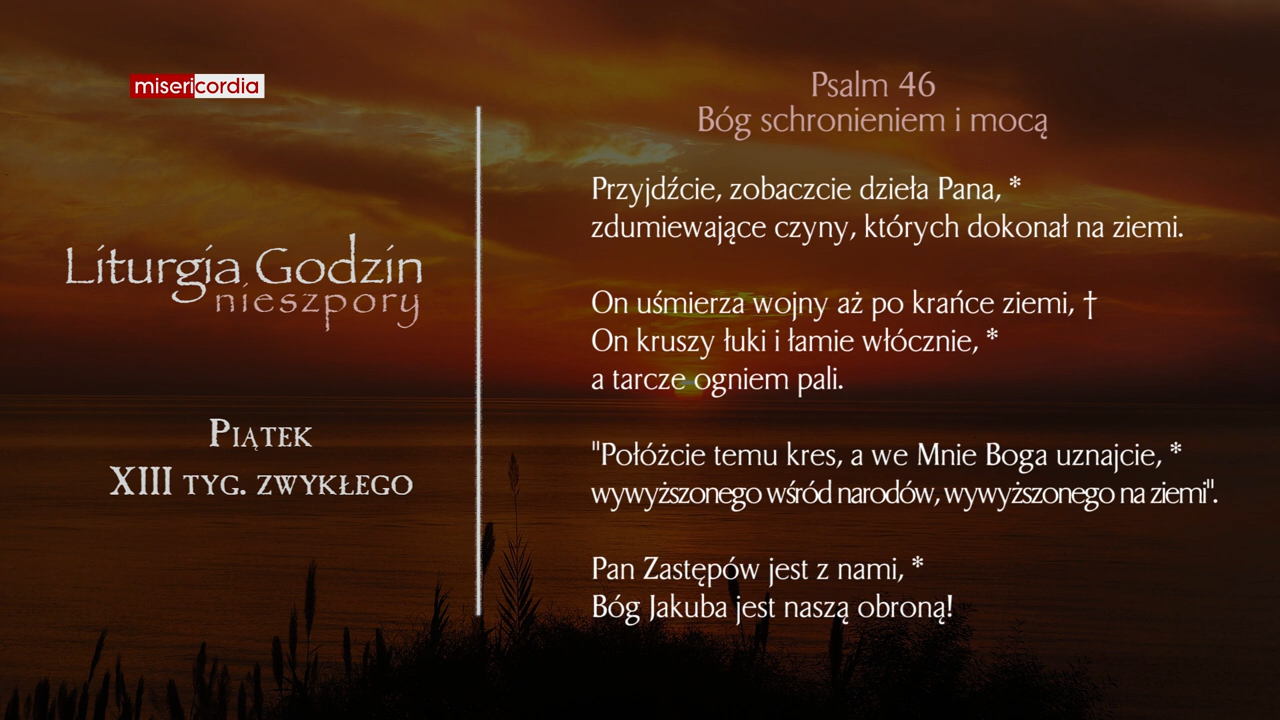 misericordia
Liturgia Godzin
nieszpory
Piątek
XIII tyg. zwykłego
Psalm 46
Bóg schronieniem i mocą
Przyjdźcie, zobaczcie dzieła Pana, *
zdumiewające czyny, których dokonał na ziemi.
On uśmierza wojny aż po krańce ziemi, †
On kruszy łuki i łamie włócznie, *
a tarcze ogniem pali.
"Połóżcie temu kres, a we Mnie Boga uznajcie, *
wywyższonego wśród narodów, wywyższonego na ziemi".
Pan Zastępów jest z nami, *
Bóg Jakuba jest naszą obroną!